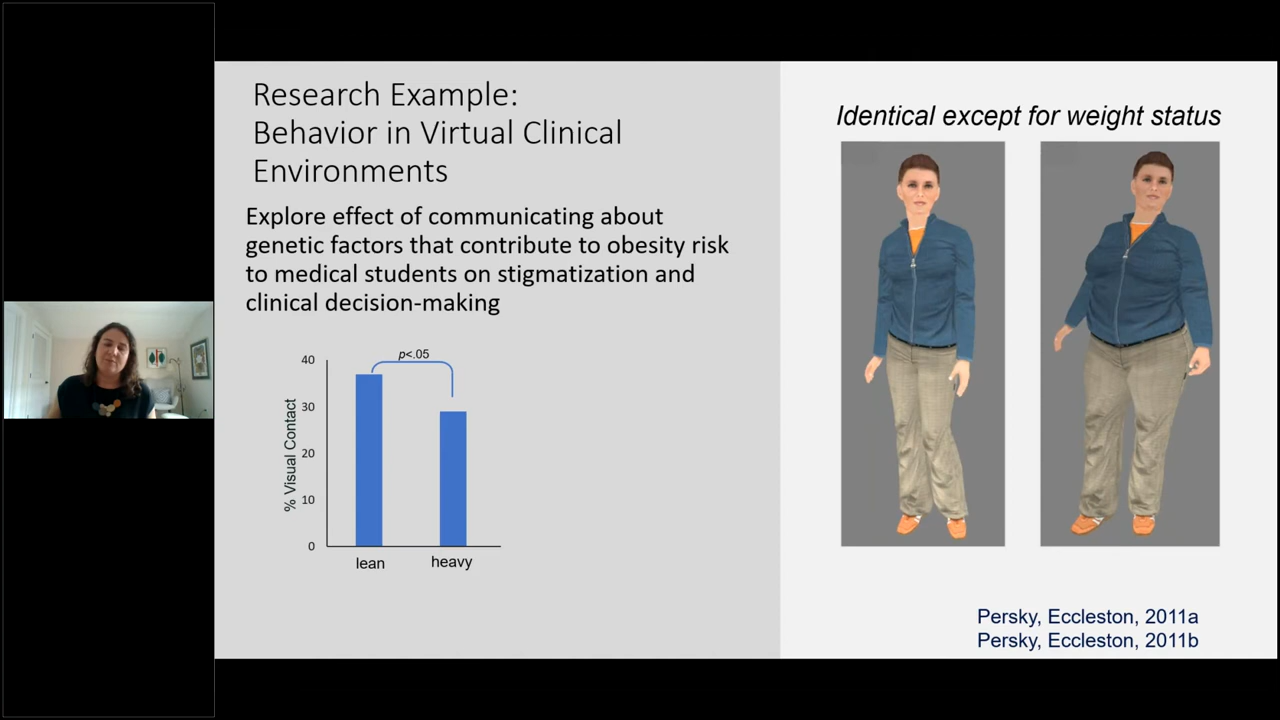 Research Example:
Behavior in Virtual Clinical
Environments
Explore effect of communicating about
genetic factors that contribute to obesity risk
to medical students on stigmatization and
clinical decision-making
p<.05
% Visual Contact
40
30
20
10
0
lean
heavy
Identical except for weight status
Persky, Eccleston, 2011a
Persky, Eccleston, 2011b